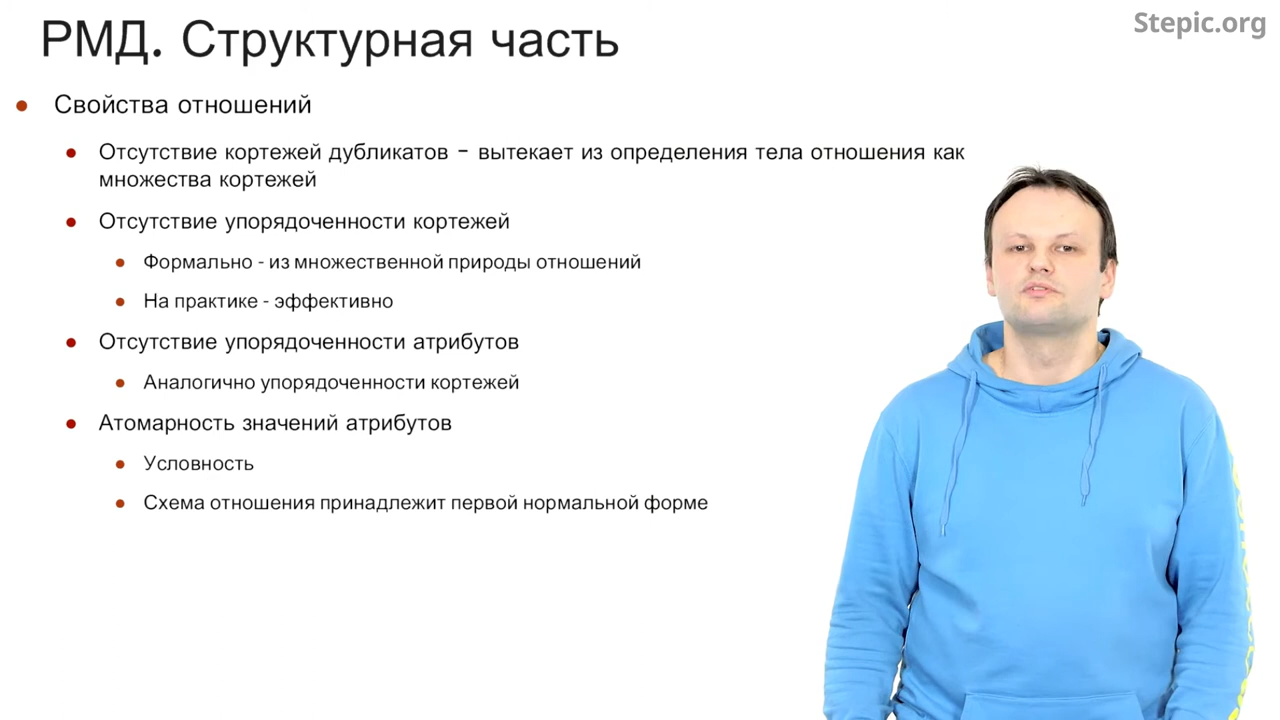 РМД. Структурная часть
Stepic.org
Свойства отношений
Отсутствие кортежей дубликатов – вытекает из определения тела отношения как
множества кортежей
Отсутствие упорядоченности кортежей
Формально - из множественной природы отношений
На практике - эффективно
Отсутствие упорядоченности атрибутов
Аналогично упорядоченности кортежей
Атомарность значений атрибутов
Условность
Схема отношения принадлежит первой нормальной форме